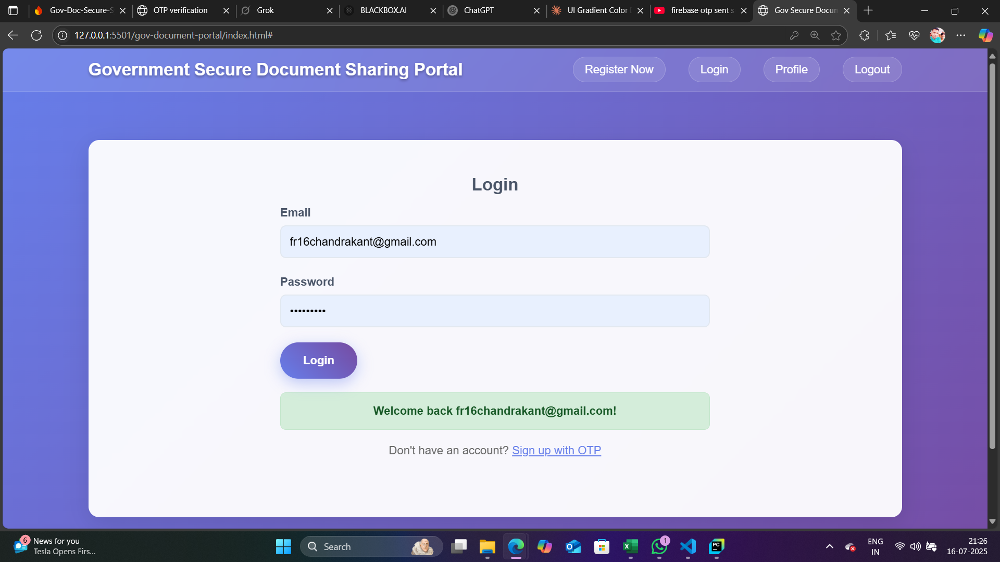 Gov-Doc-Secure-S
OTP verification
Grok
BLACKBOX.AI
ChatGPT
UI Gradient Color
firebase otp sent s
Gov Secure Docum
127.0.0.1:5501/gov-document-portal/index.html#
Government Secure Document Sharing Portal
Register Now
Login
Profile
Logout
Login
Email
fr16chandrakant@gmail.com
Password
•••••••••
Login
Welcome back fr16chandrakant@gmail.com!
Don't have an account? Sign up with OTP
6
News for you
Tesla Opens Firs...
Search
1
PC
ENG
IN
21:26
16-07-2025